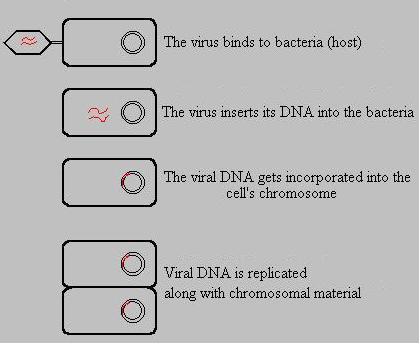 The virus binds to bacteria (host)
The virus inserts its DNA into the bacteria
The viral DNA gets incorporated into the
cell's chromosome
Viral DNA is replicated
along with chromosomal material